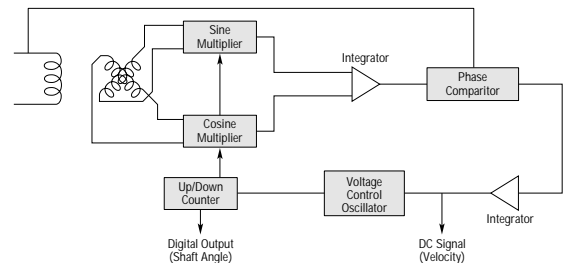 Sine
Multiplier
Integrator
Phase
Comparitor
Cosine
Multiplier
Up/Down
Counter
Voltage
Control
Oscillator
Integrator
Digital Output
(Shaft Angle)
DC Signal
(Velocity)